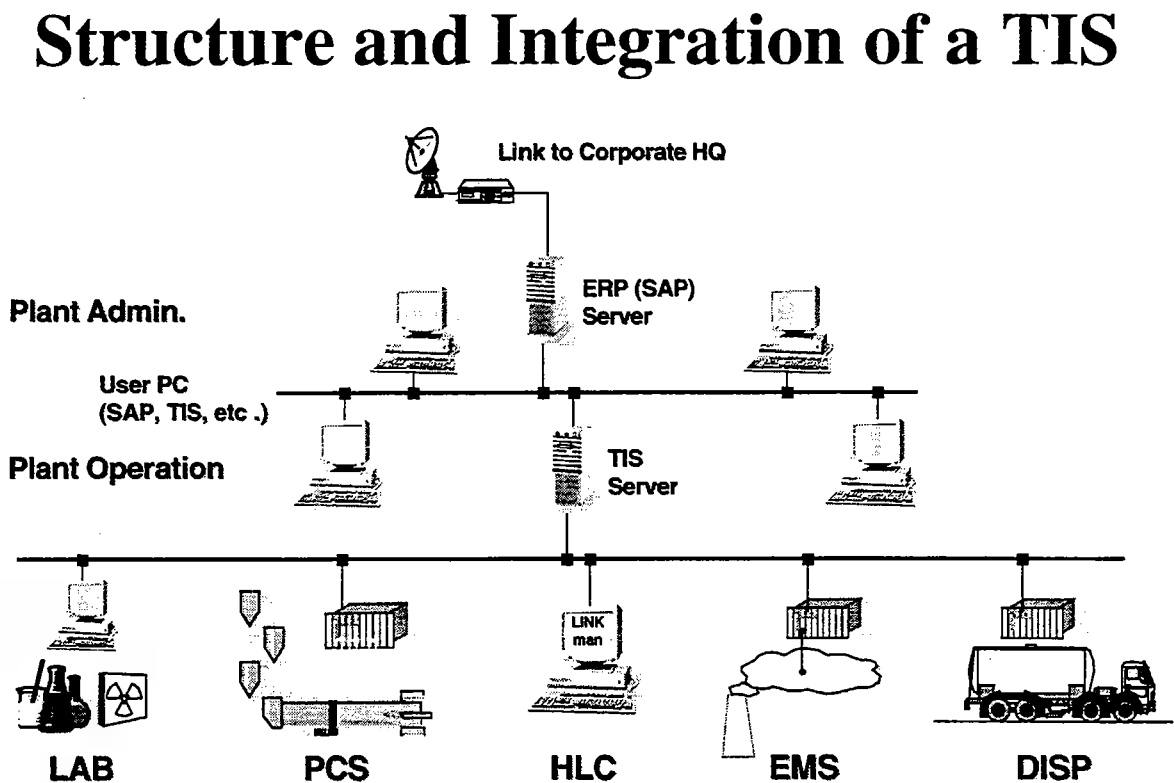 Structure and Integration of a TIS
Link to Corporate HQ
ERP (SAP)
Server
Plant Admin.
User PC
(SAP, TIS, etc .)
Plant Operation
TIS
Server
LINK
man
LAB
PCS
HLC
EMS
DISP